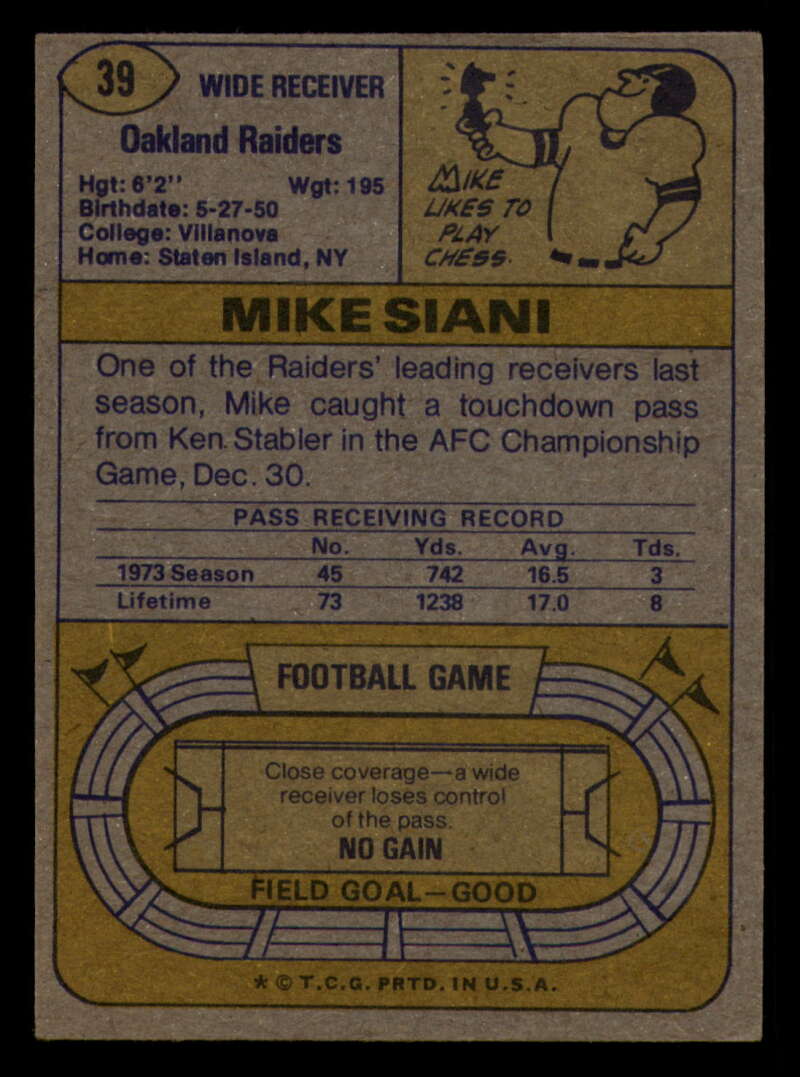 39
WIDE RECEIVER
Oakland Raiders
Hgt: 6'2" Wgt: 195
Birthdate: 5-27-50
College: Villanova
Home: Staten Island, NY
MIKE
LIKES TO
PLAY
CHESS.
MIKE SIANI
One of the Raiders' leading receivers last
season, Mike caught a touchdown pass
from Ken Stabler in the AFC Championship
Game, Dec. 30.
PASS RECEIVING RECORD
No. Yds. Avg. Tds.
1973 Season 45 742 16.5 3
Lifetime 73 1238 17.0 8
FOOTBALL GAME
Close coverage—a wide
receiver loses control
of the pass.
NO GAIN
FIELD GOAL—GOOD
* © T.C.G. PRTD. IN U.S.A.